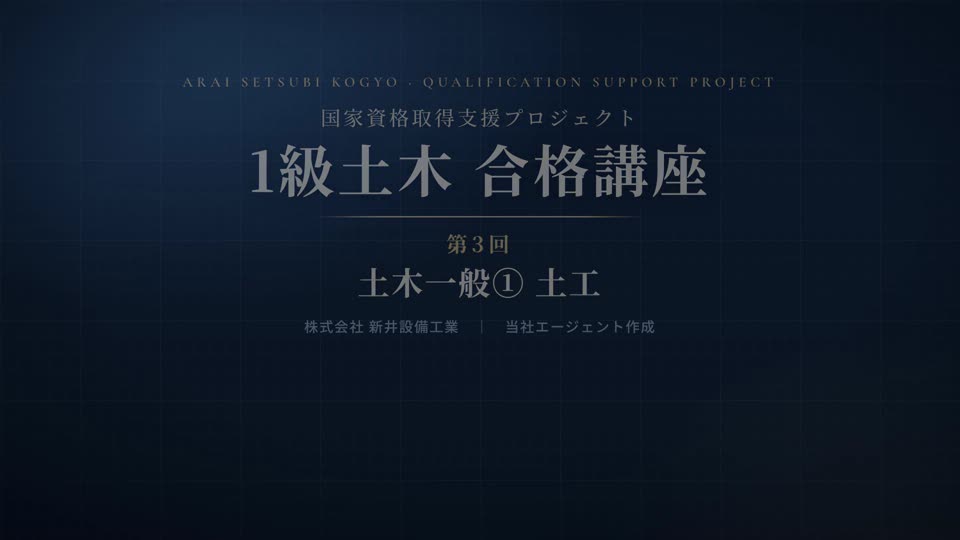 ARAI SETSUBI KOGYO · QUALIFICATION SUPPORT PROJECT
国家資格取得支援プロジェクト
1級土木 合格講座
第3回
土木一般① 土工
株式会社 新井設備工業 ｜ 当社エージェント作成